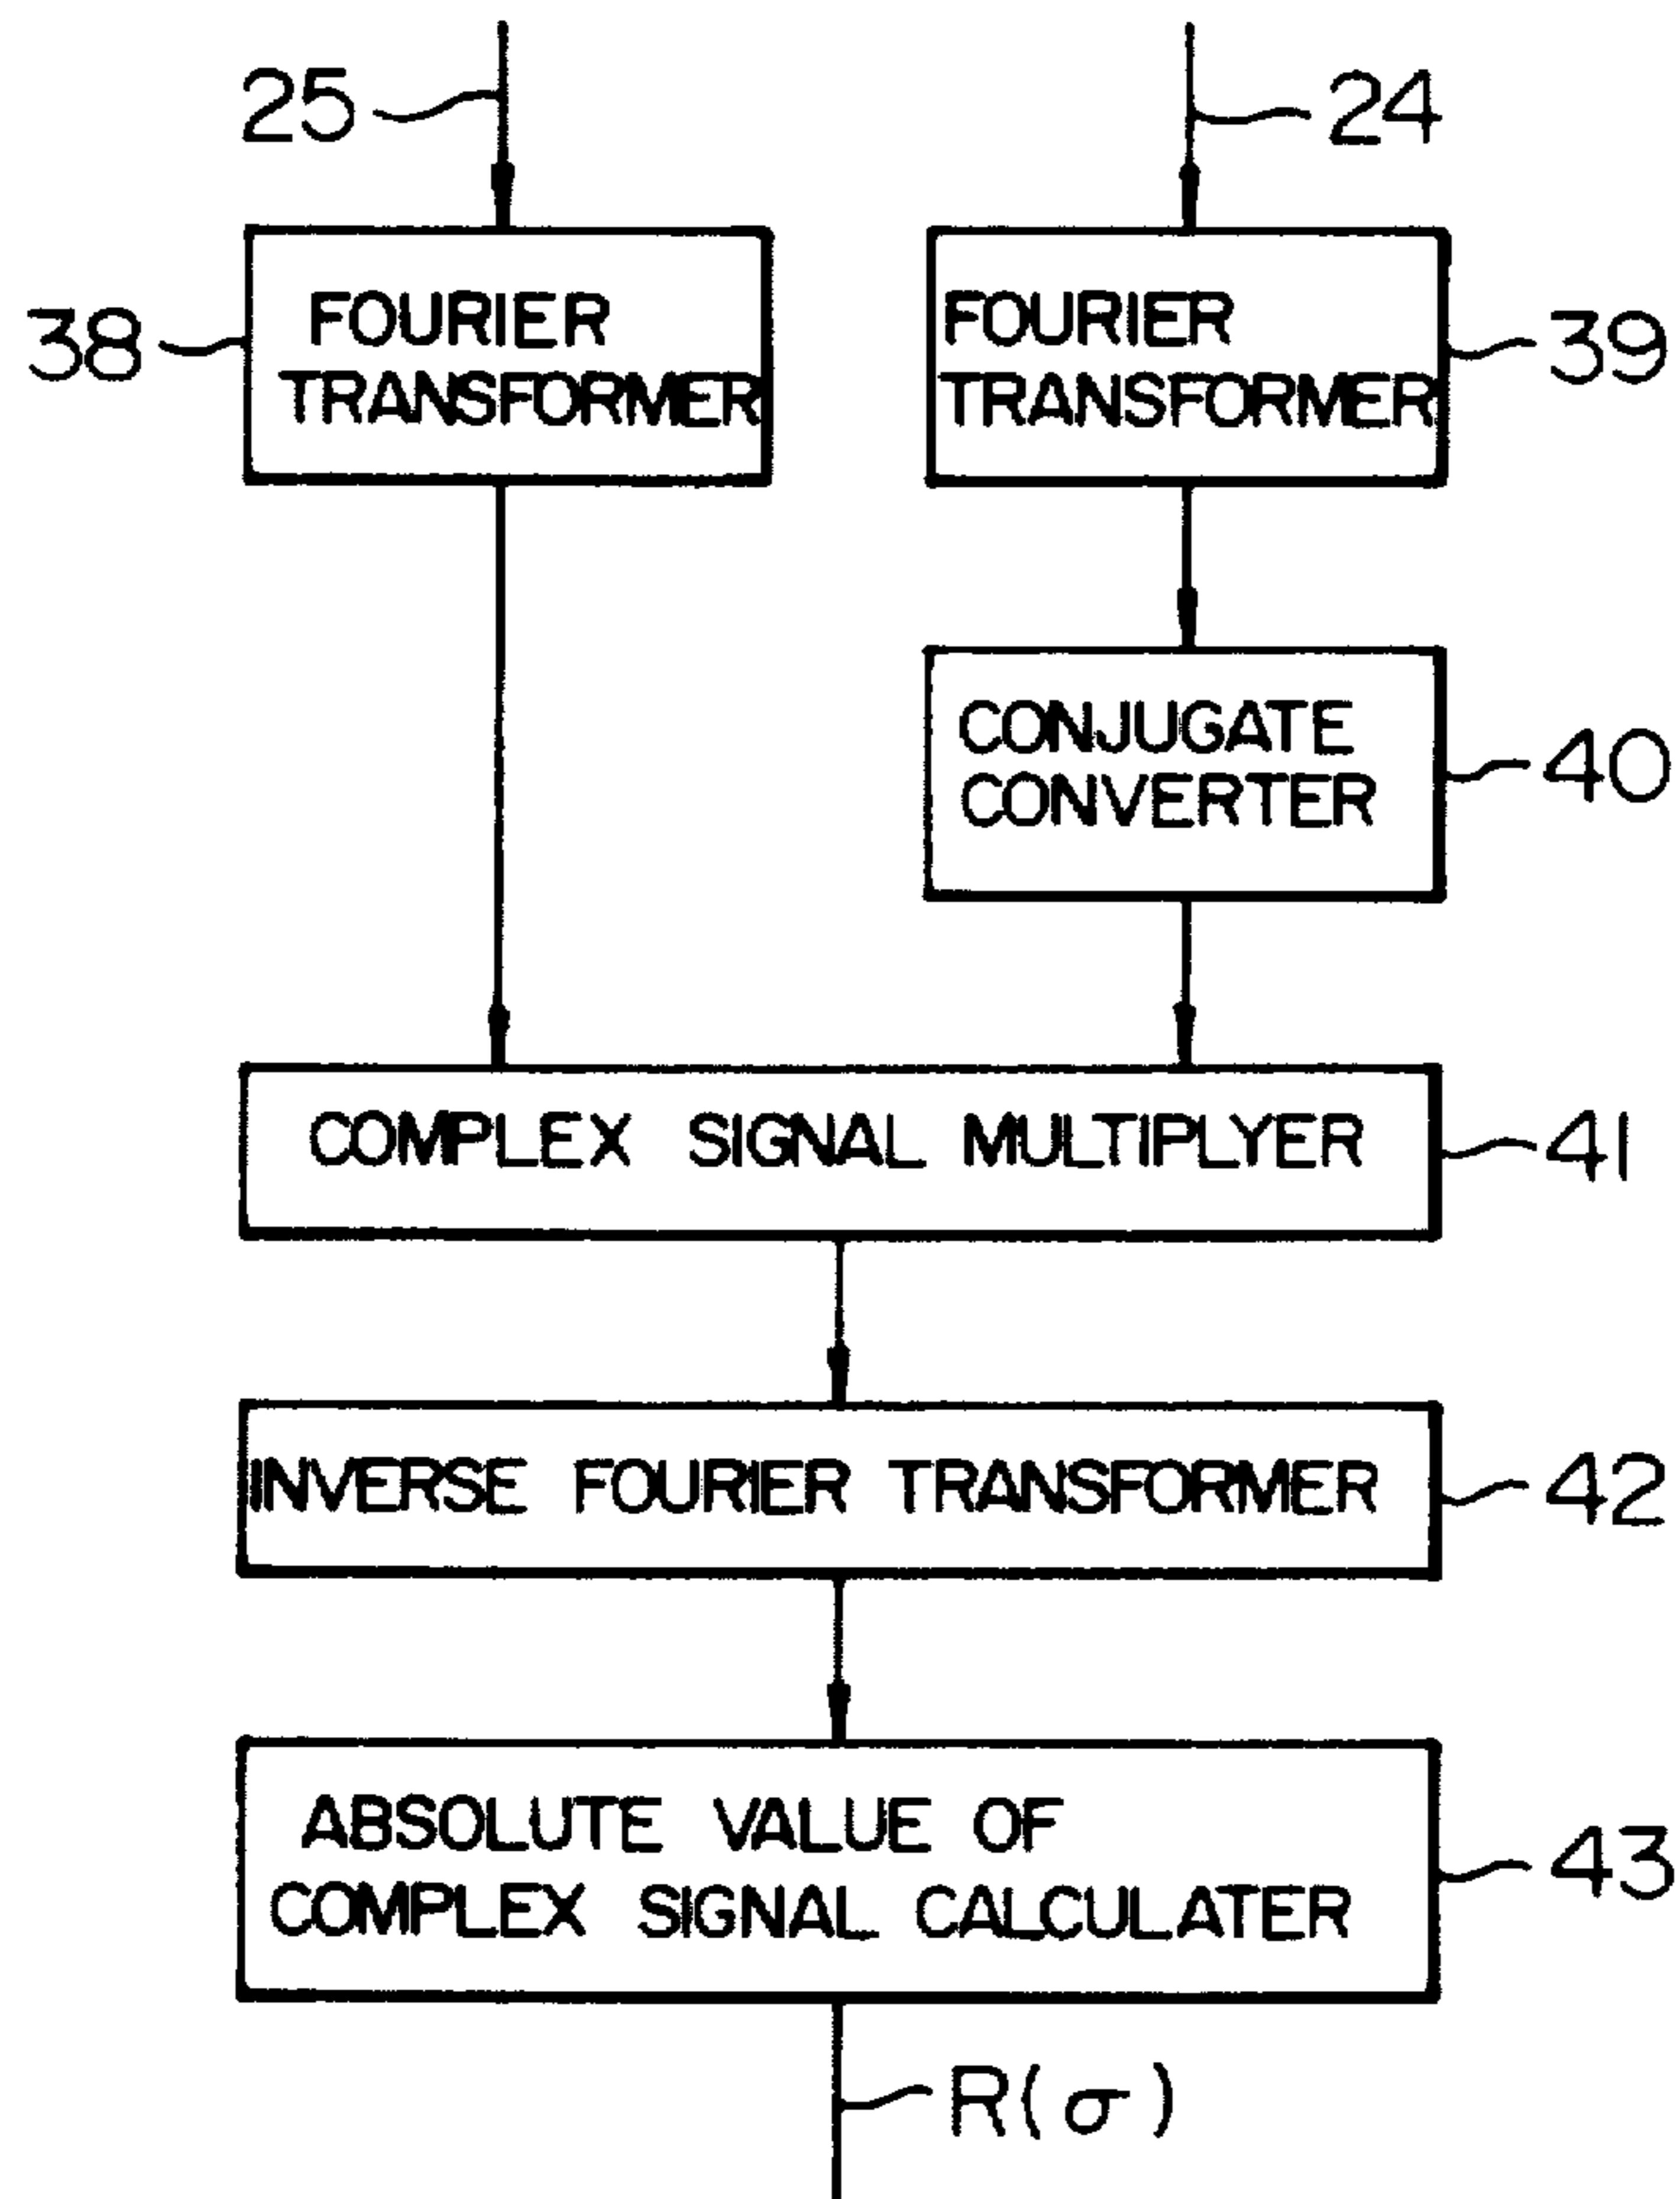 25
24
FOURIER
TRANSFORMER
38
FOURIER
TRANSFORMER
39
CONJUGATE
CONVERTER
40
COMPLEX SIGNAL MULTIPLYER
41
INVERSE FOURIER TRANSFORMER
42
ABSOLUTE VALUE OF
COMPLEX SIGNAL CALCULATER
43
R(σ)